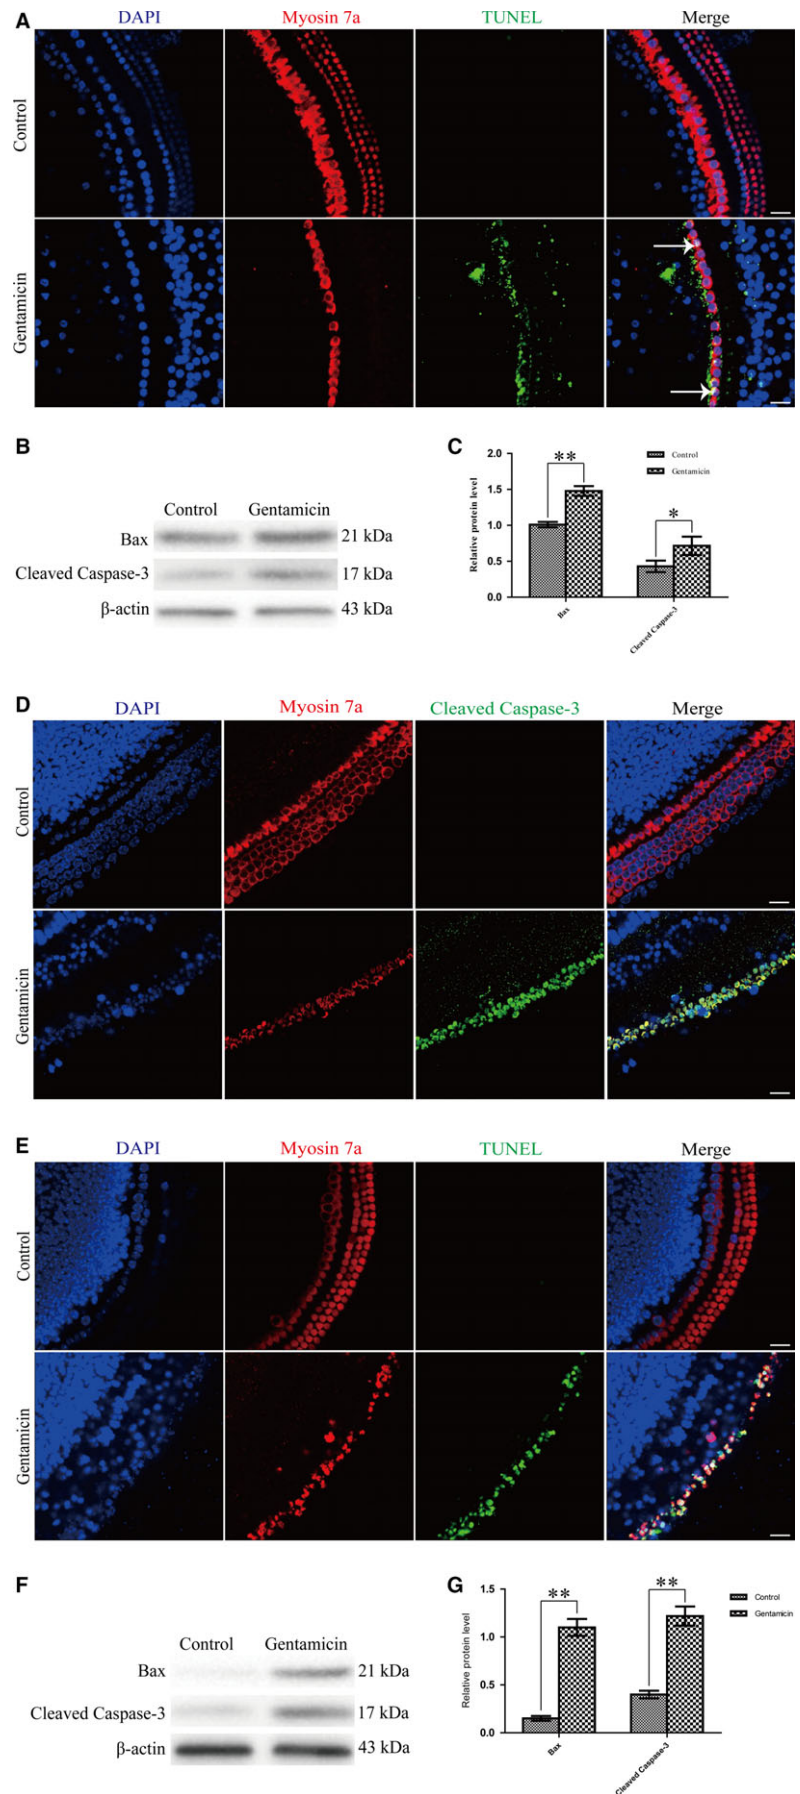 A
DAPI Myosin 7a TUNEL Merge
Control
Gentamicin
B
Control Gentamicin
Bax 21 kDa
Cleaved Caspase-3 17 kDa
β-actin 43 kDa
C
**
*
Control
Gentamicin
Relative protein level
2.0
1.5
1.0
0.5
0.0
Bax
Cleaved Caspase-3
D
DAPI Myosin 7a Cleaved Caspase-3 Merge
Control
Gentamicin
E
DAPI Myosin 7a TUNEL Merge
Control
Gentamicin
F
Control Gentamicin
Bax 21 kDa
Cleaved Caspase-3 17 kDa
β-actin 43 kDa
G
** **
Control
Gentamicin
Relative protein level
1.5
1.0
0.5
0.0
Bax
Cleaved Caspase-3